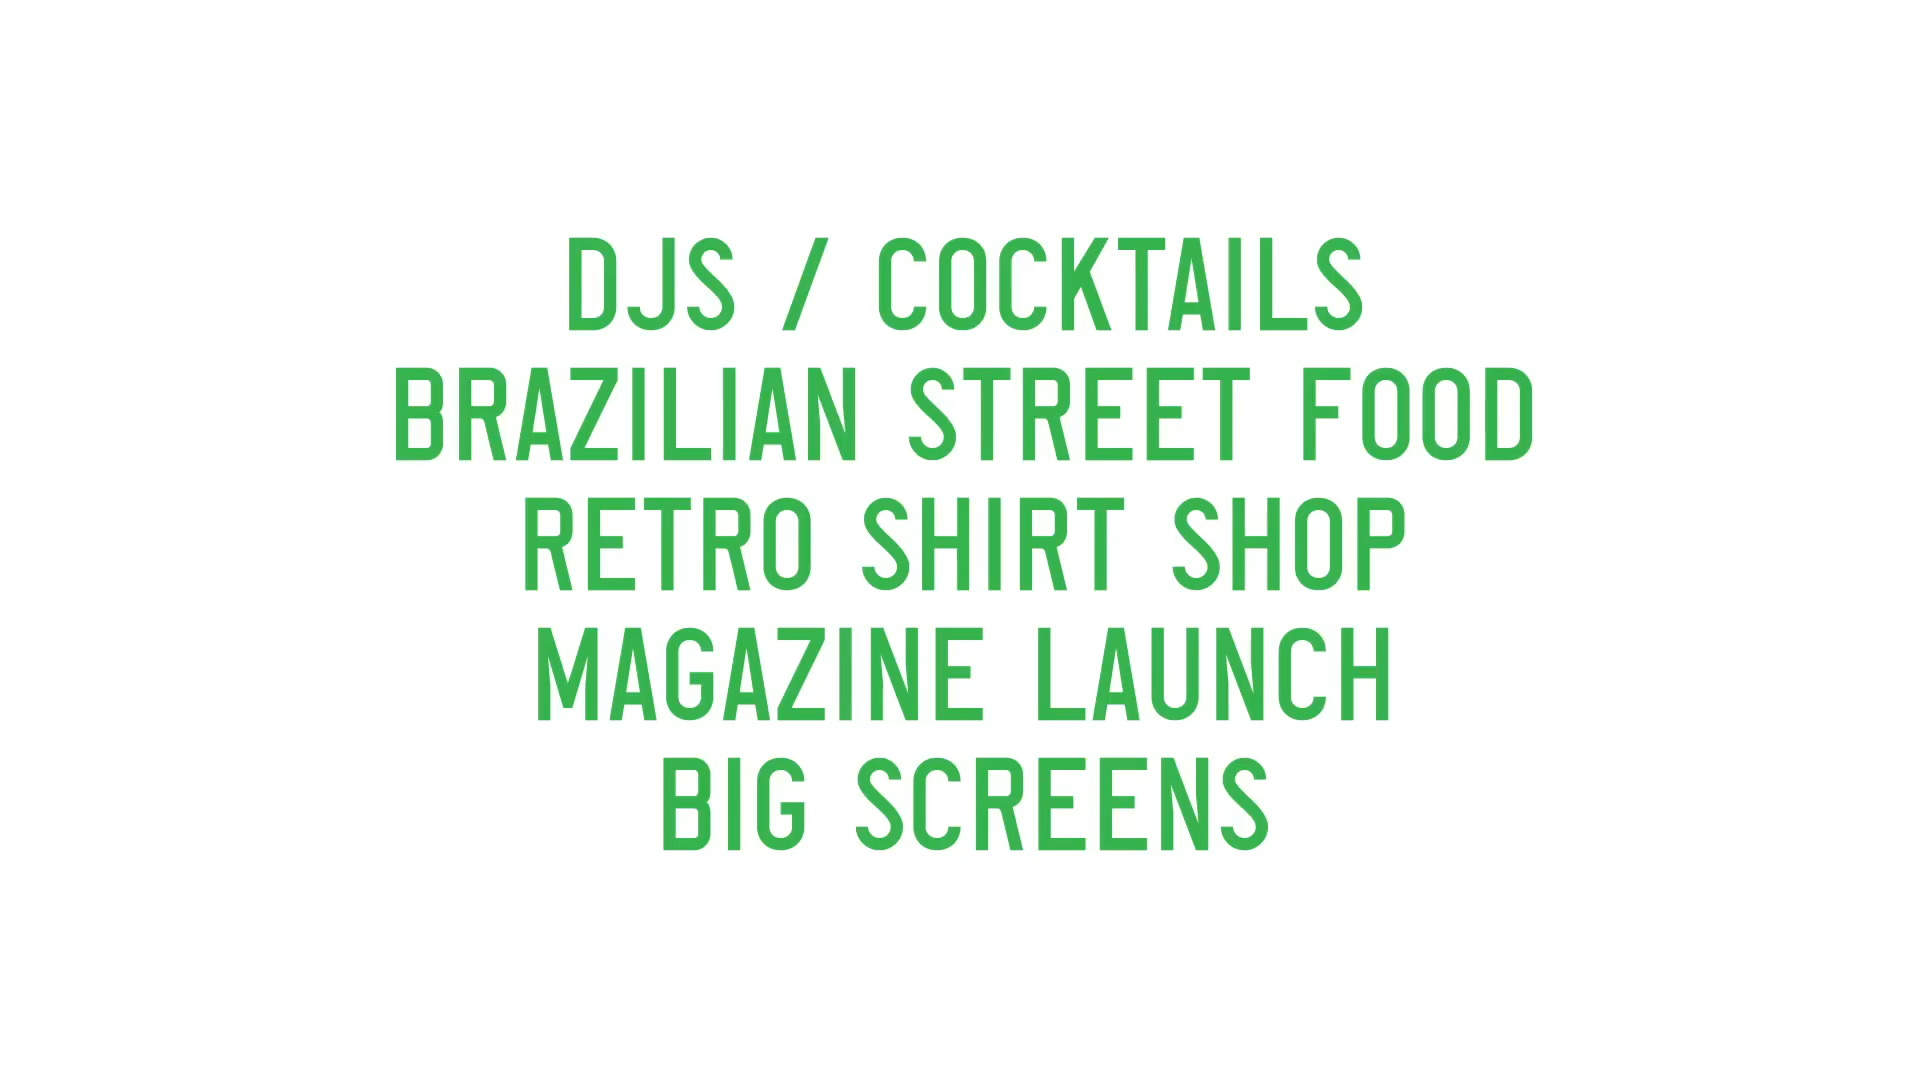 DJS / COCKTAILS
BRAZILIAN STREET FOOD
RETRO SHIRT SHOP
MAGAZINE LAUNCH
BIG SCREENS